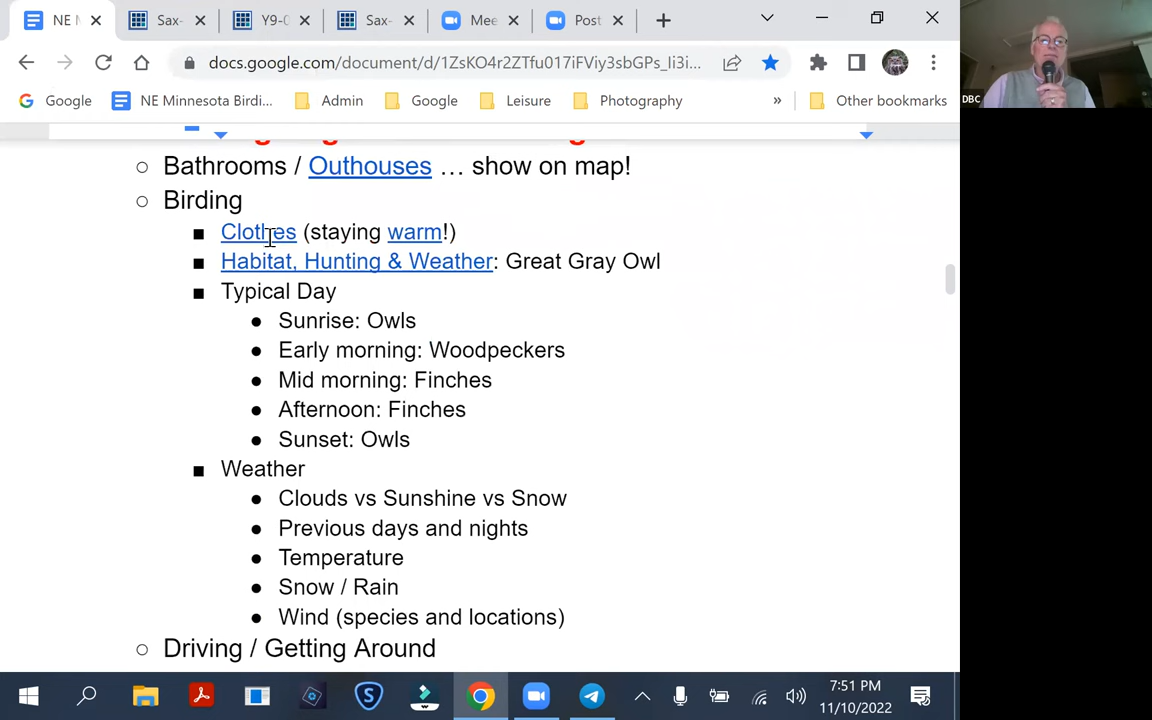 NE M
Sax-
Y9-
Sax-
Mee
Post
docs.google.com/document/d/1ZsKO4r2ZTfu017iFViy3sbGPs_Ii3i...
Google
NE Minnesota Birdi...
Admin
Google
Leisure
Photography
»
Other bookmarks
DBC
○ Bathrooms / Outhouses … show on map!
○ Birding
■ Clothes (staying warm!)
■ Habitat, Hunting & Weather: Great Gray Owl
■ Typical Day
● Sunrise: Owls
● Early morning: Woodpeckers
● Mid morning: Finches
● Afternoon: Finches
● Sunset: Owls
■ Weather
● Clouds vs Sunshine vs Snow
● Previous days and nights
● Temperature
● Snow / Rain
● Wind (species and locations)
○ Driving / Getting Around
7:51 PM
11/10/2022